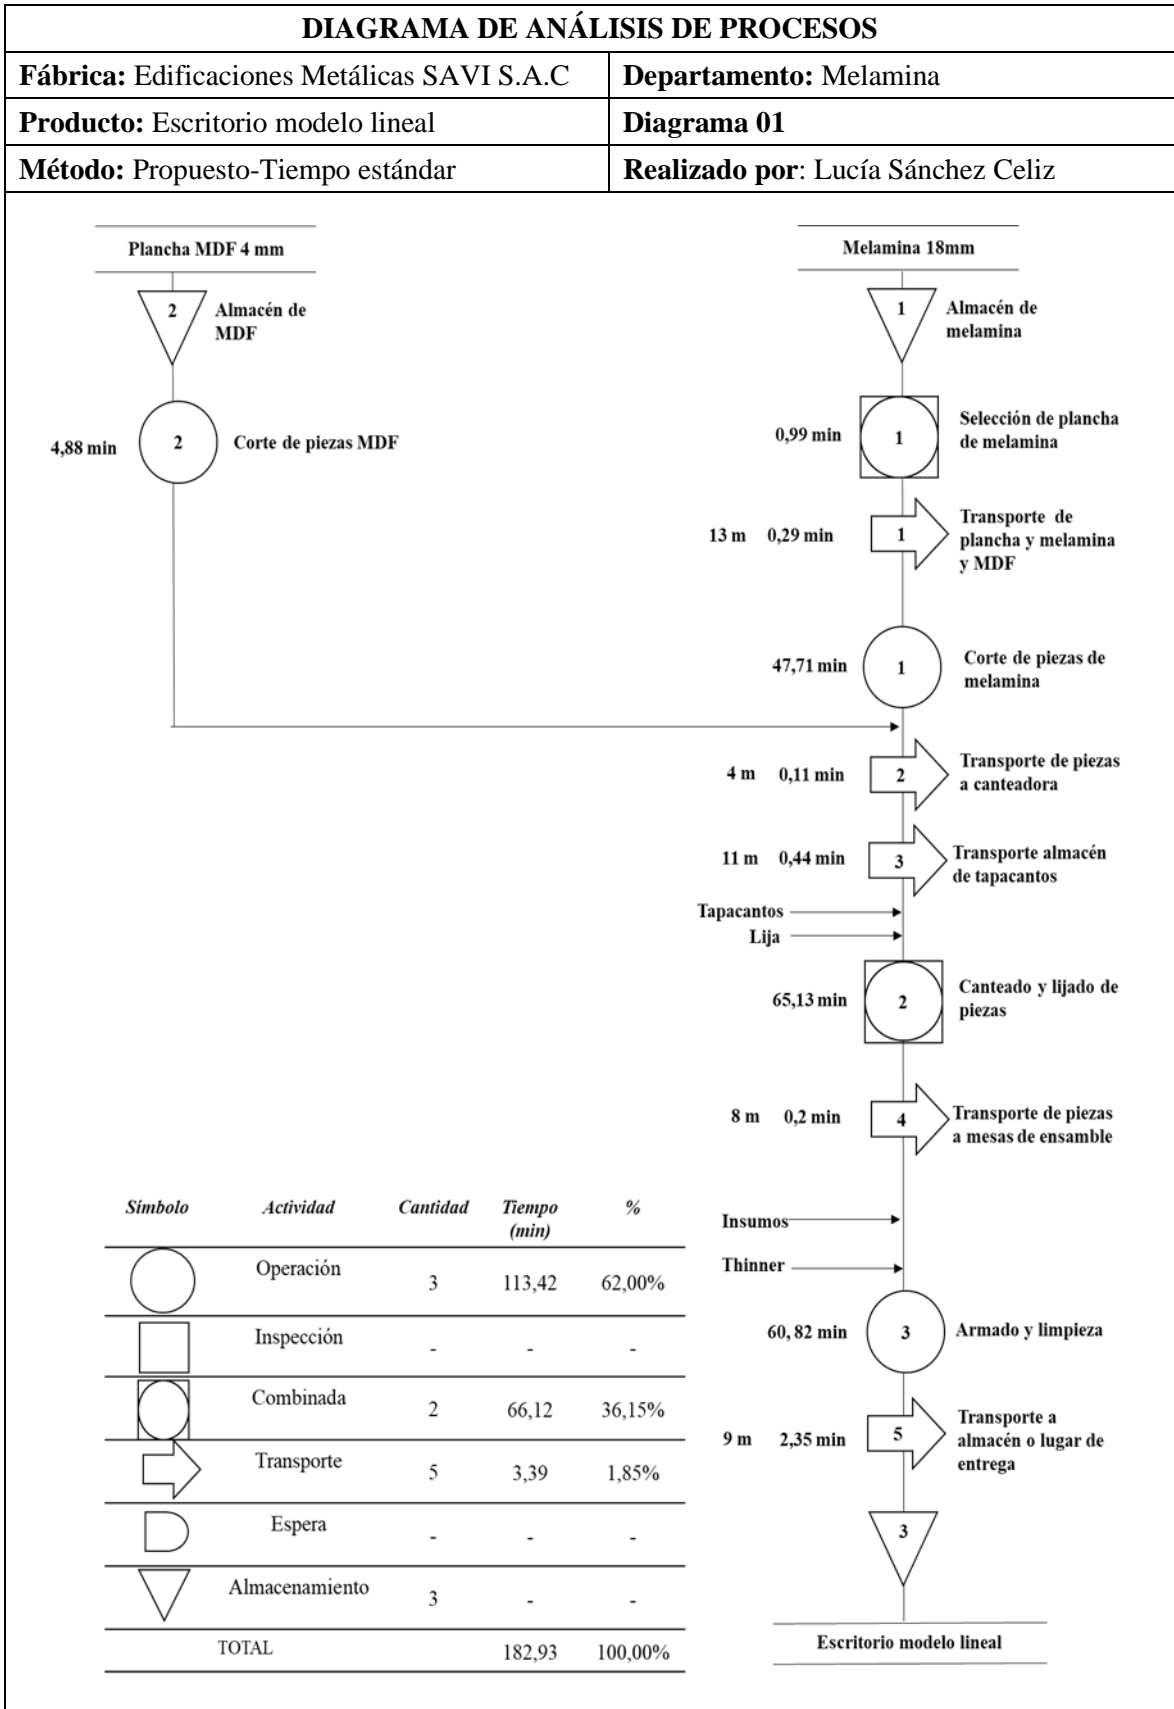 DIAGRAMA DE ANÁLISIS DE PROCESOS
Fábrica: Edificaciones Metálicas SAVI S.A.C
Departamento: Melamina
Producto: Escritorio modelo lineal
Diagrama 01
Método: Propuesto-Tiempo estándar
Realizado por: Lucía Sánchez Celiz
Plancha MDF 4 mm
2
Almacén de
MDF
4,88 min
2
Corte de piezas MDF
Melamina 18mm
1
Almacén de
melamina
0,99 min
1
Selección de plancha
de melamina
13 m 0,29 min
1
Transporte de
plancha y melamina
y MDF
47,71 min
1
Corte de piezas de
melamina
4 m 0,11 min
2
Transporte de piezas
a canteadora
11 m 0,44 min
3
Transporte almacén
de tapacantos
Tapacantos
Lija
65,13 min
2
Canteado y lijado de
piezas
8 m 0,2 min
4
Transporte de piezas
a mesas de ensamble
Insumos
Thinner
60, 82 min
3
Armado y limpieza
9 m 2,35 min
5
Transporte a
almacén o lugar de
entrega
3
Escritorio modelo lineal
Símbolo Actividad Cantidad Tiempo %
(min)
Operación 3 113,42 62,00%
Inspección - - -
Combinada 2 66,12 36,15%
Transporte 5 3,39 1,85%
Espera - - -
Almacenamiento 3 - -
TOTAL 182,93 100,00%